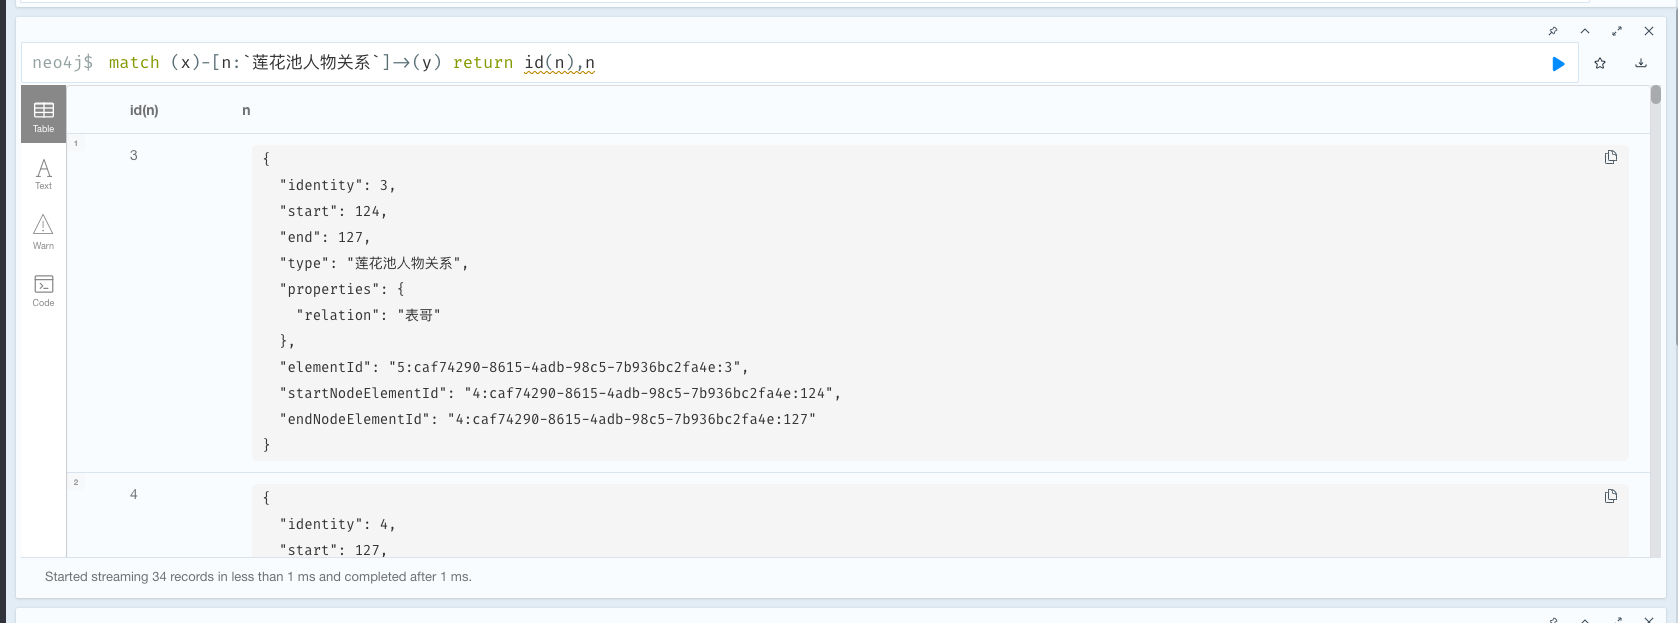 neo4j$ match (x)-[n:`莲花池人物关系`]->(y) return id(n),n
Table
Text
Warn
Code
id(n) n
1
3
{
"identity": 3,
"start": 124,
"end": 127,
"type": "莲花池人物关系",
"properties": {
"relation": "表哥"
},
"elementId": "5:caf74290-8615-4adb-98c5-7b936bc2fa4e:3",
"startNodeElementId": "4:caf74290-8615-4adb-98c5-7b936bc2fa4e:124",
"endNodeElementId": "4:caf74290-8615-4adb-98c5-7b936bc2fa4e:127"
}
2
4
{
"identity": 4,
"start": 127,
Started streaming 34 records in less than 1 ms and completed after 1 ms.